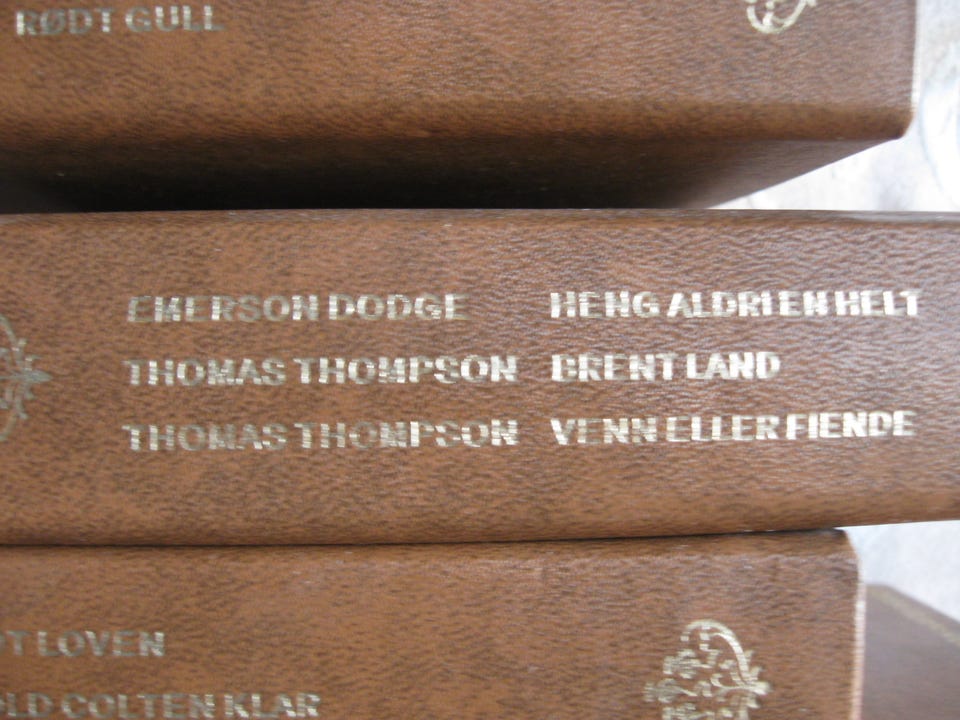 RØDT GULL
EMERSON DODGE HENG ALDRI EN HELT
THOMAS THOMPSON BRENT LAND
THOMAS THOMPSON VENN ELLER FIENDE
LOVEN
COLTEN KLAR